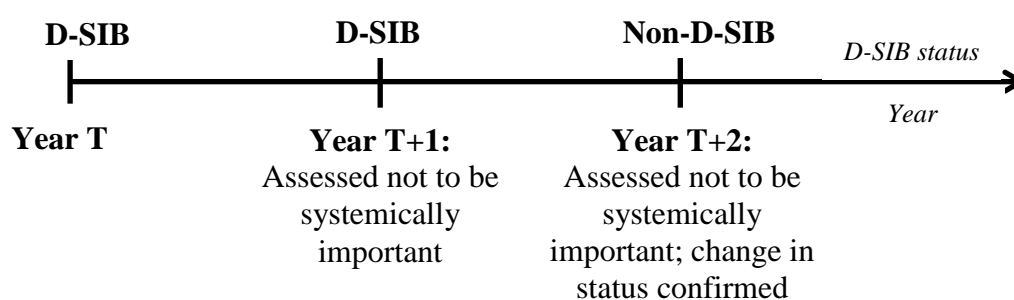 D-SIB D-SIB Non-D-SIB
D-SIB status
Year
Year T Year T+1: Year T+2:
Assessed not to be Assessed not to be
systemically systemically
important important; change in
status confirmed